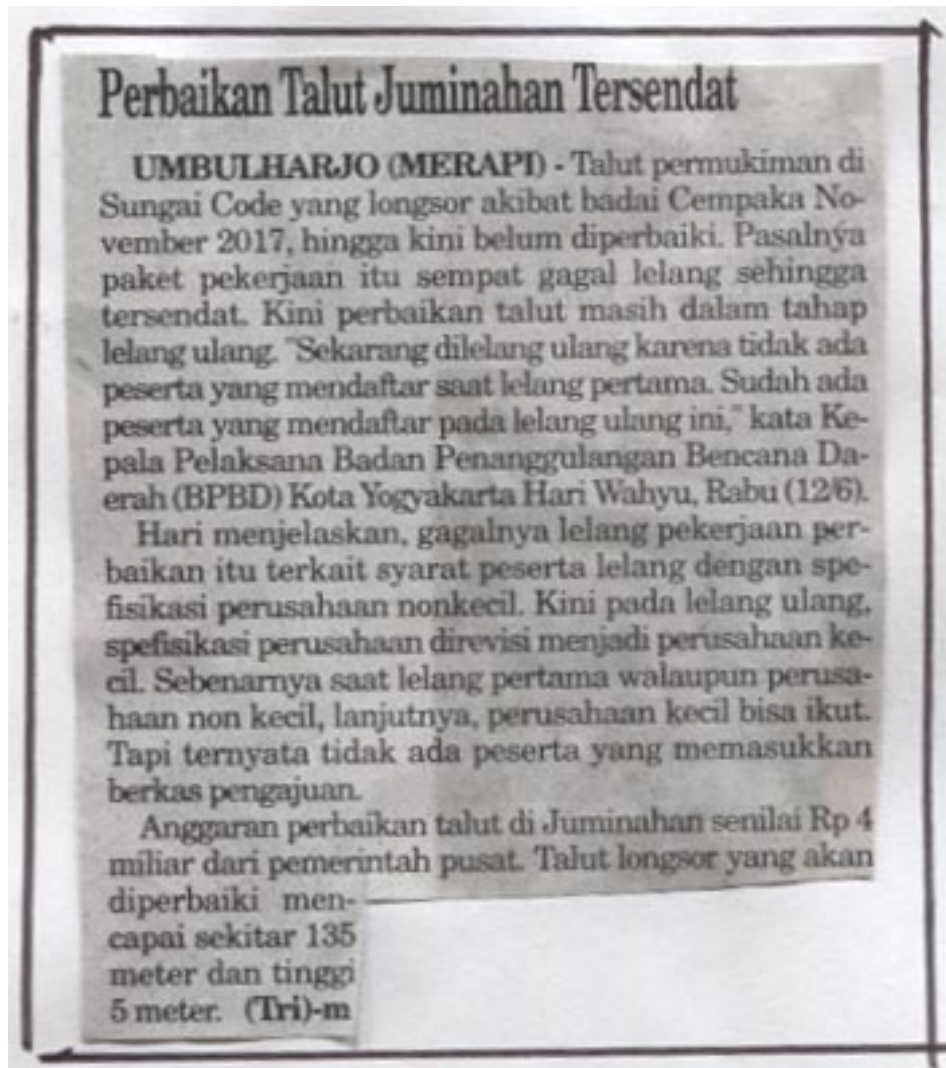 Perbaikan Talut Juminahan Tersendat
UMBULHARJO (MERAPI) - Talut permukiman di
Sungai Code yang longsor akibat badai Cempaka No-
vember 2017, hingga kini belum diperbaiki. Pasalnya
paket pekerjaan itu sempat gagal lelang sehingga
tersendat. Kini perbaikan talut masih dalam tahap
lelang ulang. "Sekarang dilelang ulang karena tidak ada
peserta yang mendaftar saat lelang pertama. Sudah ada
peserta yang mendaftar pada lelang ulang ini," kata Ke-
pala Pelaksana Badan Penanggulangan Bencana Da-
erah (BPBD) Kota Yogyakarta Hari Wahyu, Rabu (12/6).
Hari menjelaskan, gagalnya lelang pekerjaan per-
baikan itu terkait syarat peserta lelang dengan spe-
fisikasi perusahaan nonkecil. Kini pada lelang ulang,
spefisikasi perusahaan direvisi menjadi perusahaan ke-
cil. Sebenarnya saat lelang pertama walaupun perusa-
haan non kecil, lanjutnya, perusahaan kecil bisa ikut.
Tapi ternyata tidak ada peserta yang memasukkan
berkas pengajuan.
Anggaran perbaikan talut di Juminahan senilai Rp 4
miliar dari pemerintah pusat. Talut longsor yang akan
diperbaiki men-
capai sekitar 135
meter dan tinggi
5 meter. (Tri)-m